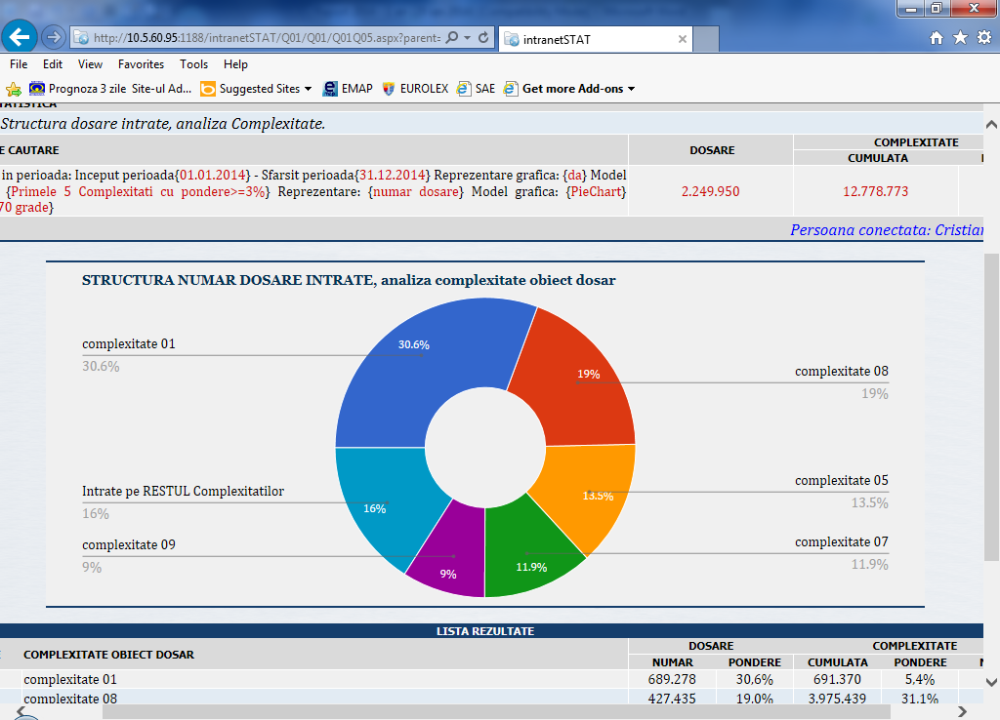 http://10.5.60.95:1188/intranetSTAT/Q01/Q01/Q01Q05.aspx?parent=
intranetSTAT
File Edit View Favorites Tools Help
Prognoza 3 zile Site-ul Ad... Suggested Sites EMAP EUROLEX SAE Get more Add-ons
TATISTICA
Structura dosare intrate, analiza Complexitate.
E CAUTARE
DOSARE
COMPLEXITATE
CUMULATA
in perioada: Inceput perioada{01.01.2014} - Sfarsit perioada{31.12.2014} Reprezentare grafica: {da} Model
{Primele 5 Complexitati cu pondere>=3%} Reprezentare: {numar dosare} Model grafica: {PieChart}
70 grade}
2.249.950
12.778.773
Persoana conectata: Cristian
STRUCTURA NUMAR DOSARE INTRATE, analiza complexitate obiect dosar
complexitate 01
30.6%
30.6%
19%
complexitate 08
19%
complexitate 05
13.5%
13.5%
Intrate pe RESTUL Complexitatilor
16%
16%
complexitate 07
11.9%
11.9%
complexitate 09
9%
9%
LISTA REZULTATE
COMPLEXITATE OBIECT DOSAR
DOSARE
COMPLEXITATE
NUMAR PONDERE CUMULATA PONDERE
complexitate 01 689.278 30,6% 691.370 5,4%
complexitate 08 427.435 19,0% 3.975.439 31,1%